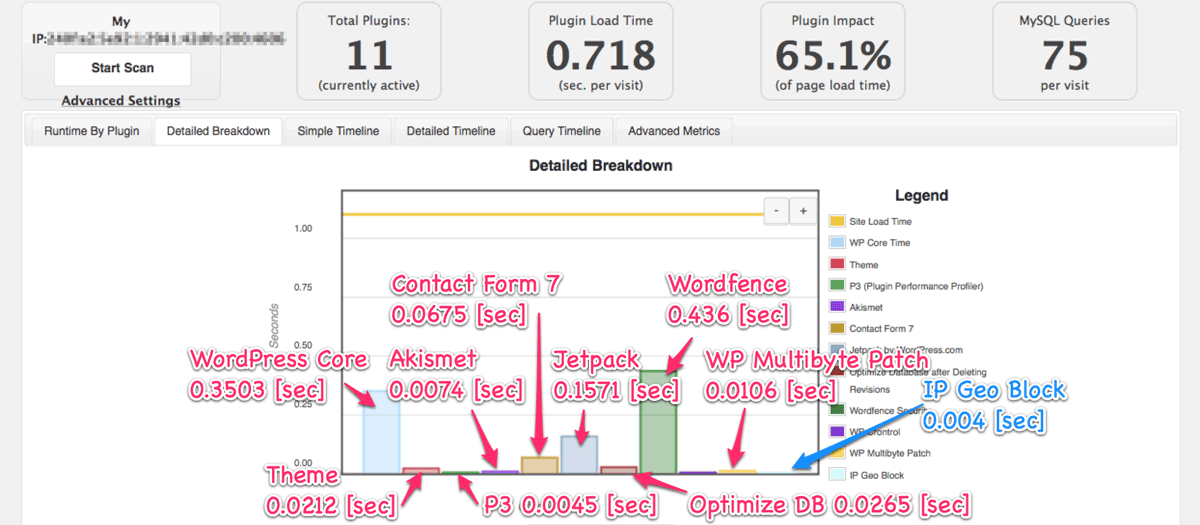 My
IP:
Start Scan
Advanced Settings
Total Plugins:
11
(currently active)
Plugin Load Time
0.718
(sec. per visit)
Plugin Impact
65.1%
(of page load time)
MySQL Queries
75
per visit
Runtime By Plugin
Detailed Breakdown
Simple Timeline
Detailed Timeline
Query Timeline
Advanced Metrics
Detailed Breakdown
- +
1.00
0.75
0.50
0.25
0.00
Seconds
WordPress Core
0.3503 [sec]
Theme
0.0212 [sec]
P3 0.0045 [sec]
Akismet
0.0074 [sec]
Contact Form 7
0.0675 [sec]
Jetpack
0.1571 [sec]
Optimize DB 0.0265 [sec]
Wordfence
0.436 [sec]
WP Multibyte Patch
0.0106 [sec]
IP Geo Block
0.004 [sec]
Legend
Site Load Time
WP Core Time
Theme
P3 (Plugin Performance Profiler)
Akismet
Contact Form 7
Jetpack by WordPress.com
Optimize Database after Deleting
Revisions
Wordfence Security
WP Crontrol
WP Multibyte Patch
IP Geo Block